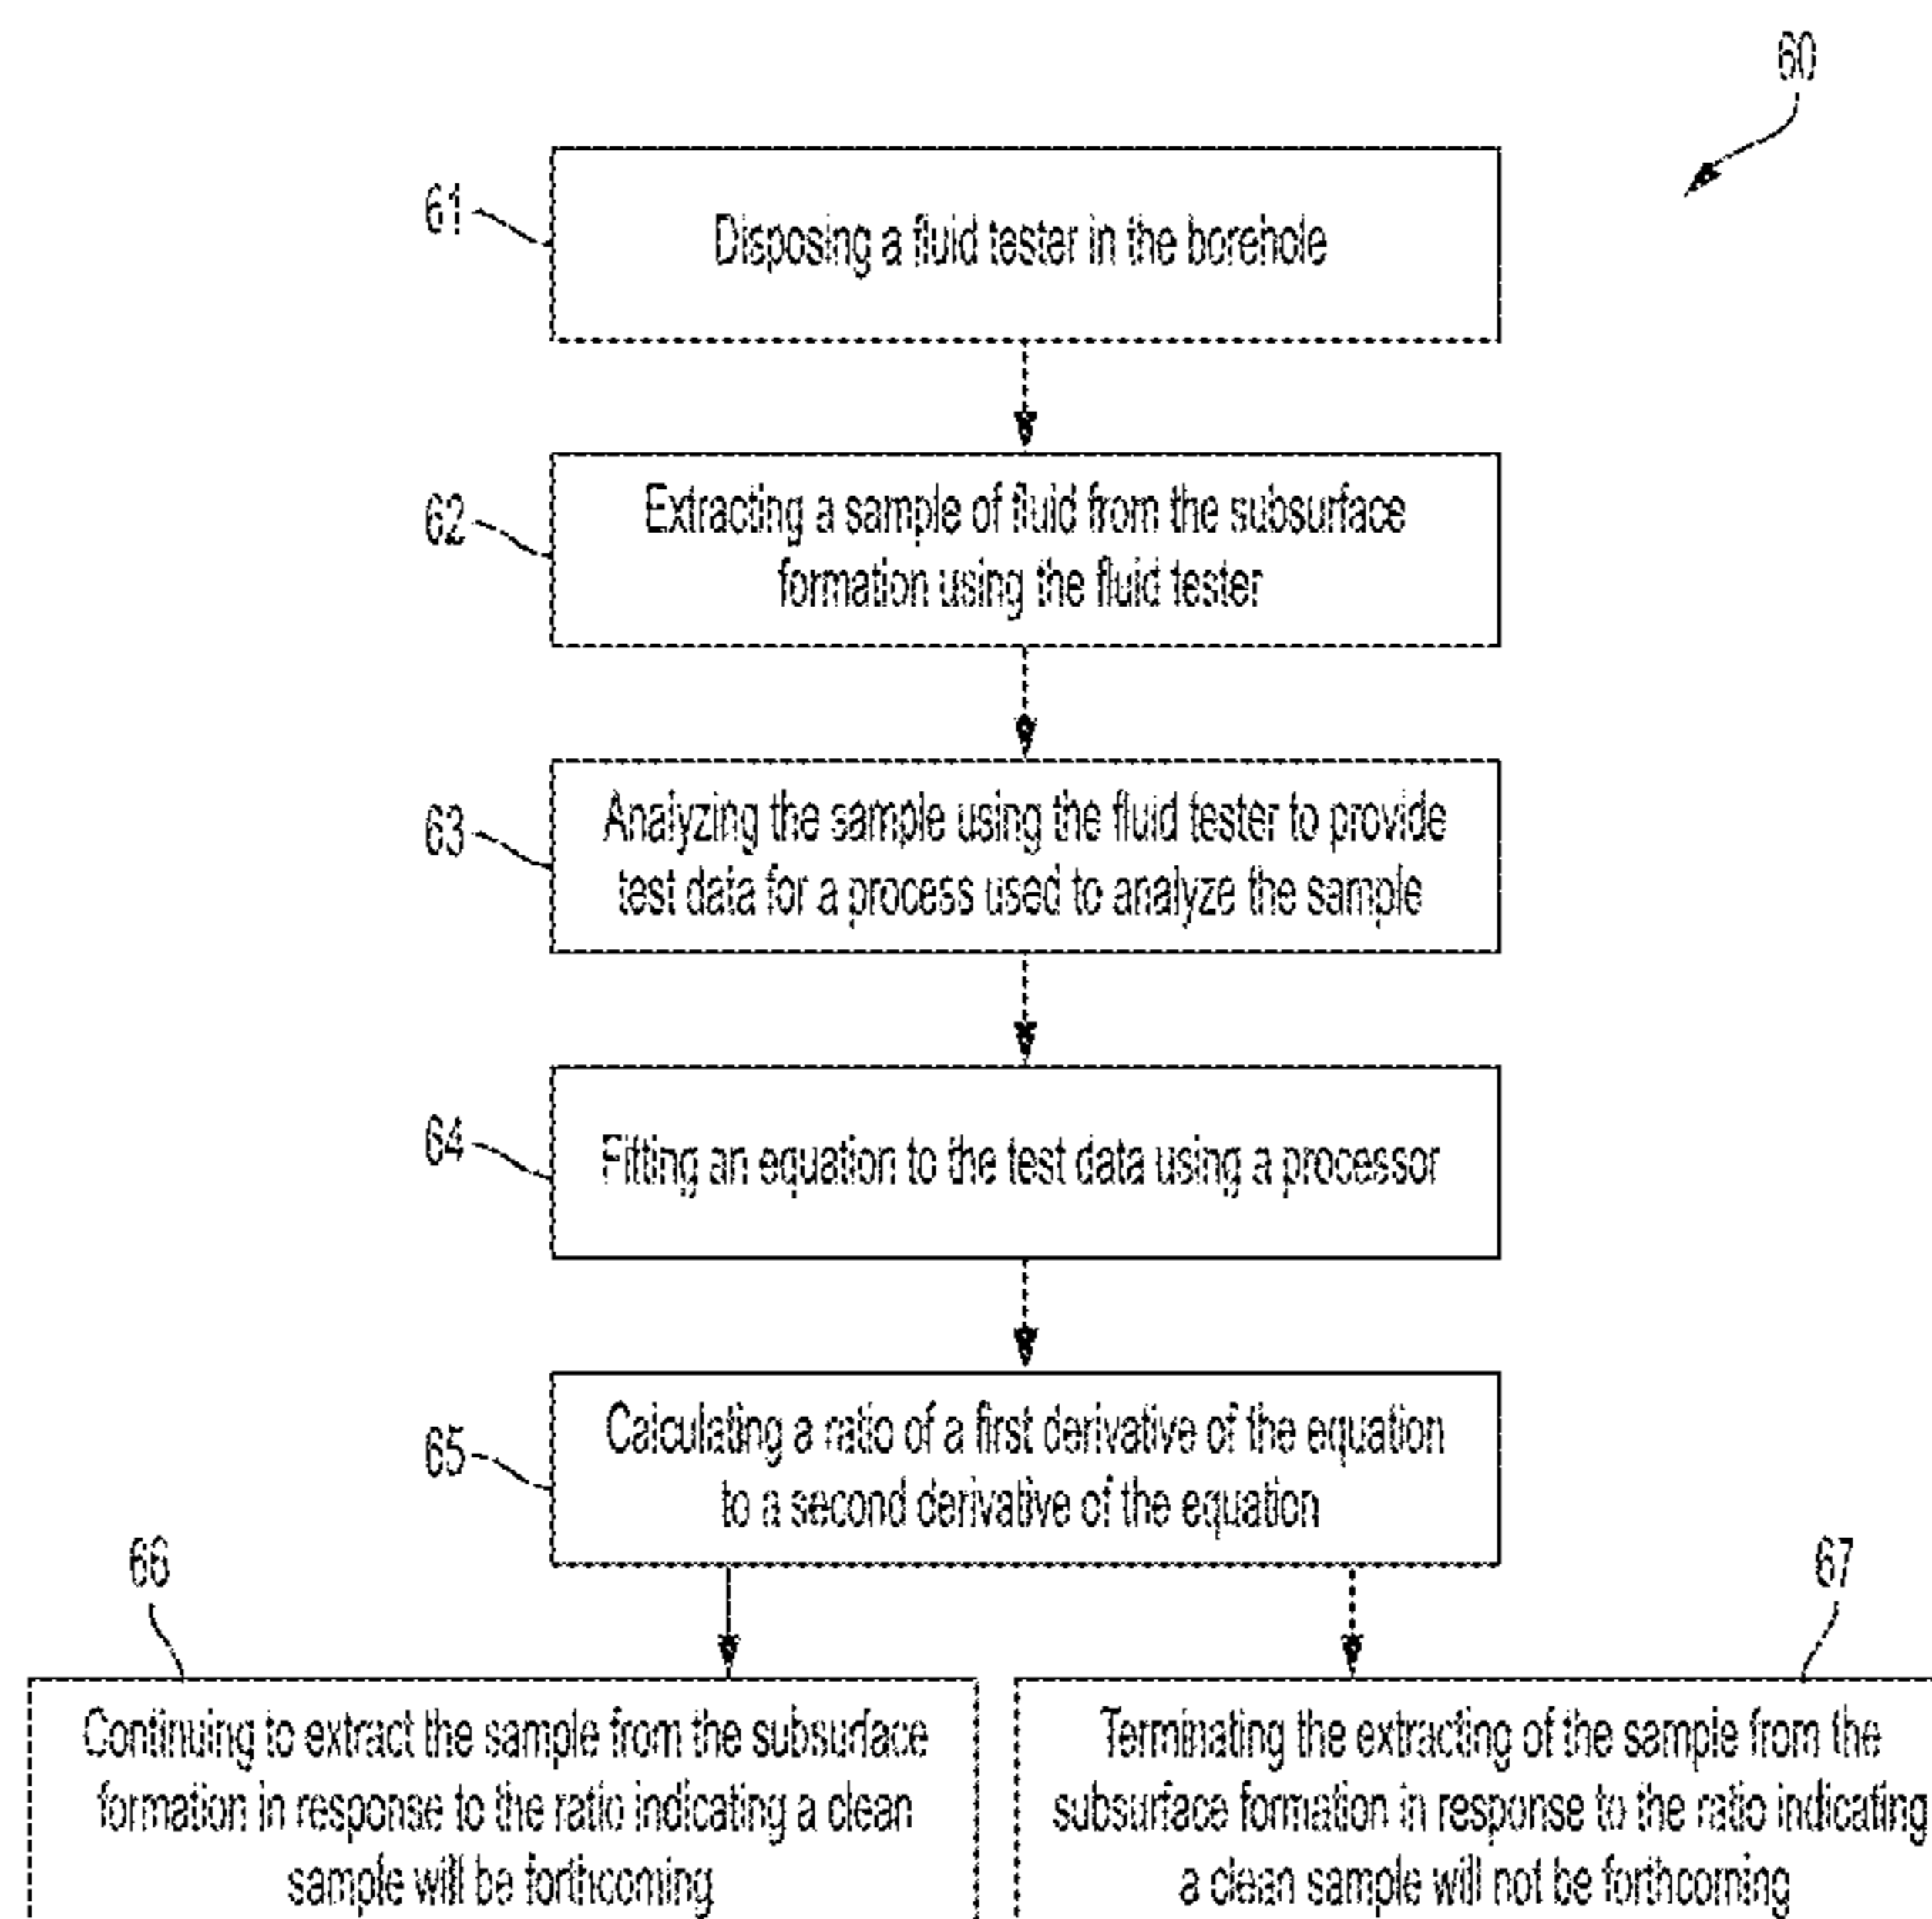 60
61
Disposing a fluid tester in the borehole
62
Extracting a sample of fluid from the subsurface
formation using the fluid tester
63
Analyzing the sample using the fluid tester to provide
test data for a process used to analyze the sample
64
Fitting an equation to the test data using a processor
65
Calculating a ratio of a first derivative of the equation
to a second derivative of the equation
66
Continuing to extract the sample from the subsurface
formation in response to the ratio indicating a clean
sample will be forthcoming
67
Terminating the extracting of the sample from the
subsurface formation in response to the ratio indicating
a clean sample will not be forthcoming